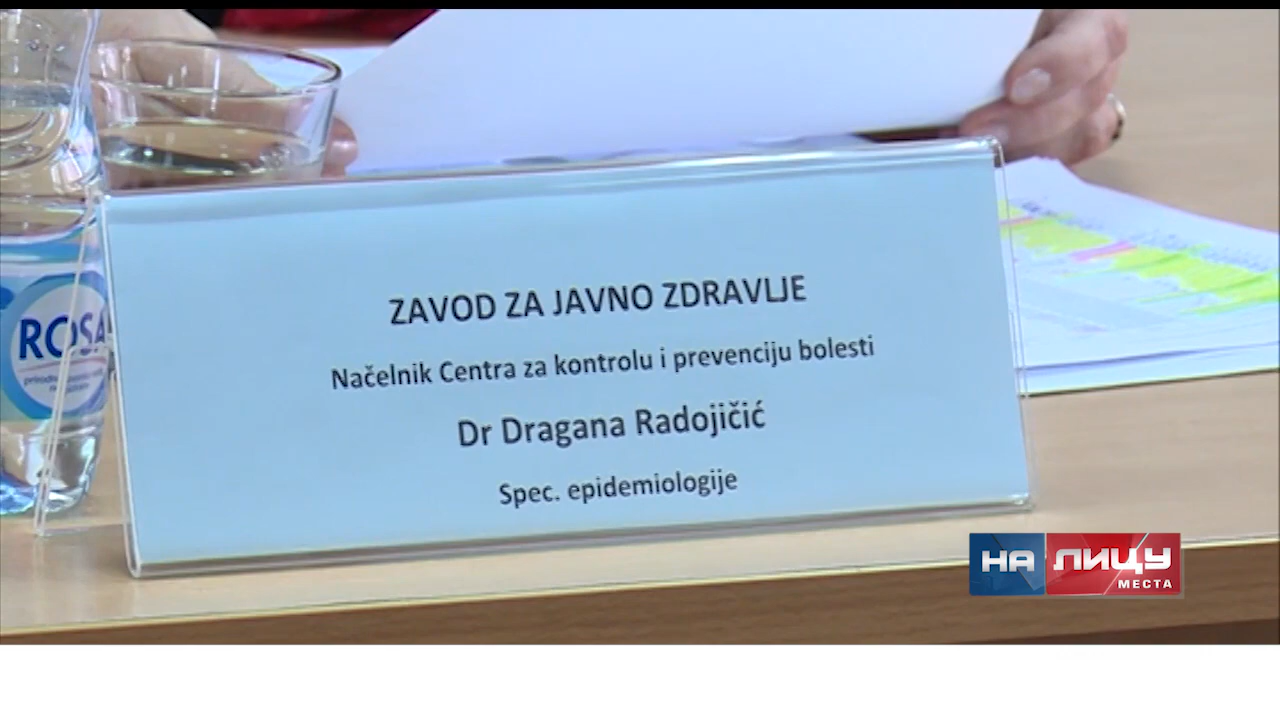 ZAVOD ZA JAVNO ZDRAVLJE
Načelnik Centra za kontrolu i prevenciju bolesti
Dr Dragana Radojičić
Spec. epidemiologije
ROSA
НА ЛИЦУ
МЕСТА